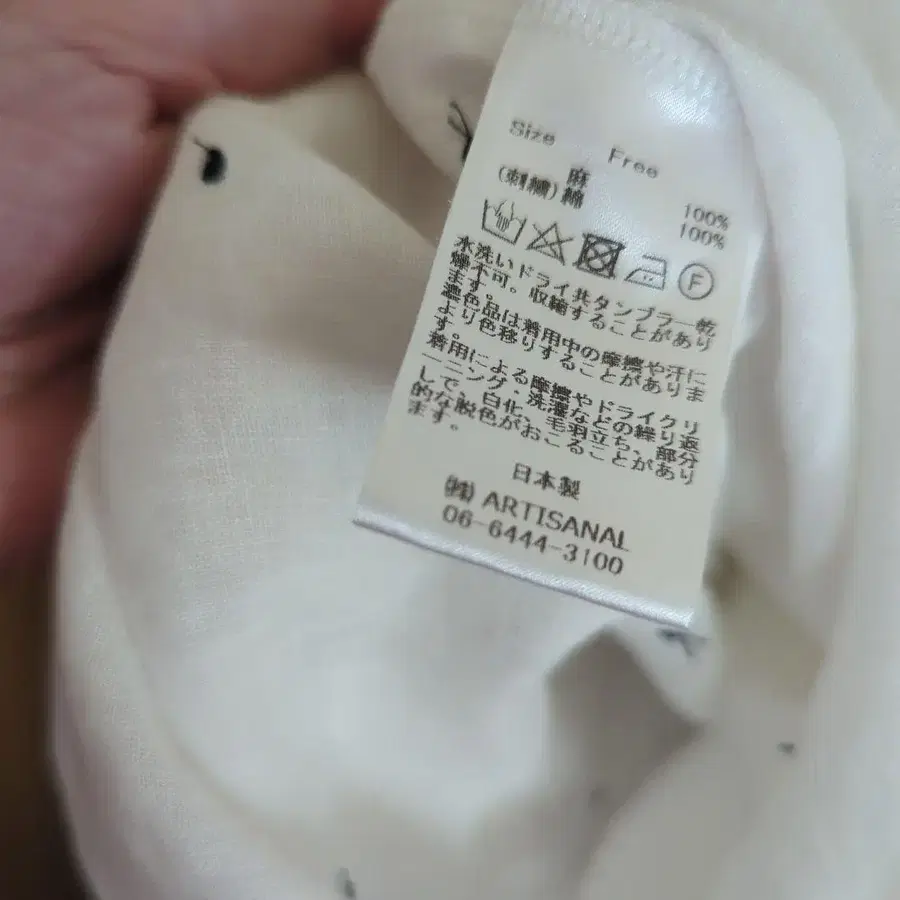 Size Free
麻 100%
(刺繍) 綿 100%
F
水洗いドライ共タンブラー乾
燥不可。収縮することがあり
ます。
濃色品は着用中の摩擦や汗に
より色移りすることがありま
す。
着用による摩擦やドライクリ
ーニング・洗濯などの繰り返
しで、白化、毛羽立ち、部分
的な脱色がおこることがあり
ます。
日本製
㈱ ARTISANAL
06-6444-3100